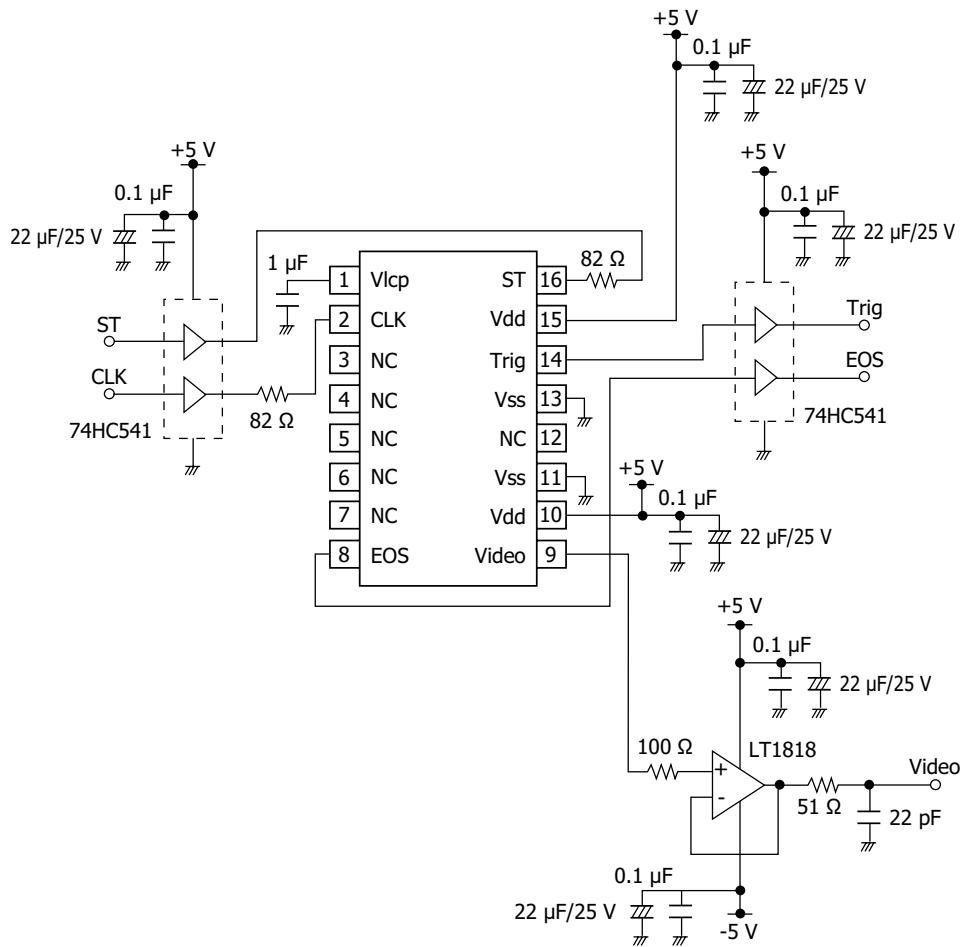 +5 V
0.1 µF
22 µF/25 V
+5 V
0.1 µF
22 µF/25 V
+5 V
0.1 µF
22 µF/25 V
1 µF
82 Ω
1 Vlcp
2 CLK
3 NC
4 NC
5 NC
6 NC
7 NC
8 EOS
ST 16
Vdd 15
Trig 14
Vss 13
NC 12
Vss 11
Vdd 10
Video 9
ST
CLK
74HC541
82 Ω
Trig
EOS
74HC541
+5 V
0.1 µF
22 µF/25 V
+5 V
0.1 µF
22 µF/25 V
100 Ω
LT1818
+
-
51 Ω
Video
22 pF
0.1 µF
22 µF/25 V
-5 V